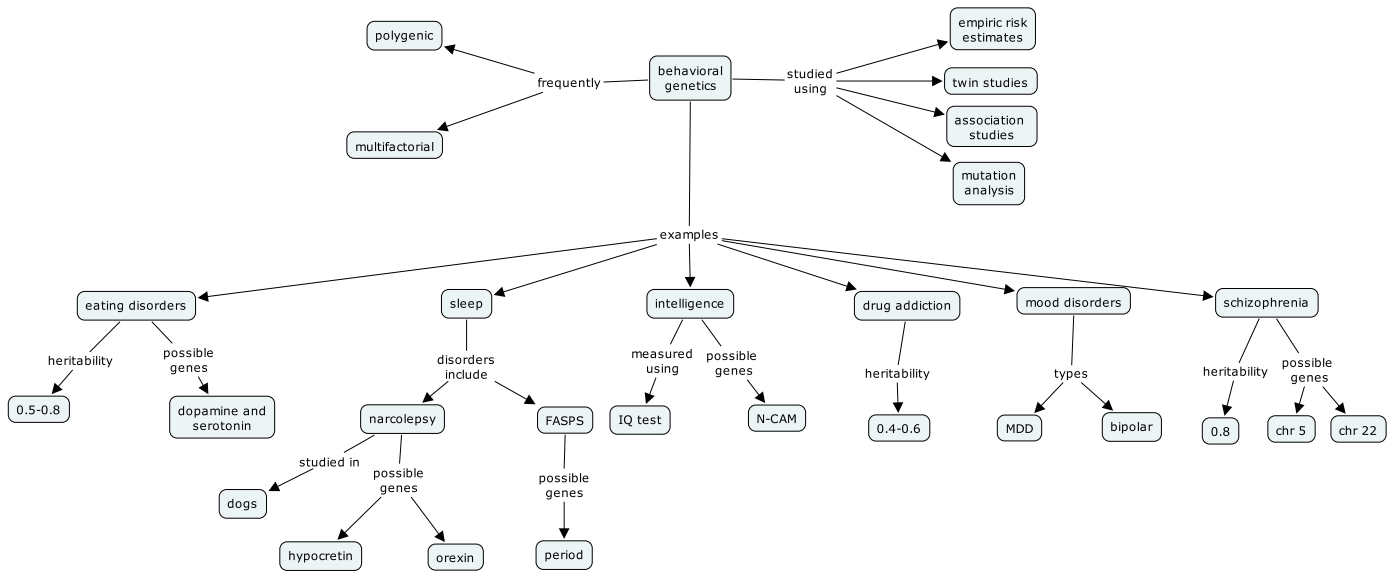 polygenic
frequently
multifactorial
behavioral
genetics
studied
using
empiric risk
estimates
twin studies
association
studies
mutation
analysis
examples
eating disorders
heritability
0.5-0.8
possible
genes
dopamine and
serotonin
sleep
disorders
include
narcolepsy
studied in
dogs
possible
genes
hypocretin
orexin
FASPS
possible
genes
period
intelligence
measured
using
IQ test
possible
genes
N-CAM
drug addiction
heritability
0.4-0.6
mood disorders
types
MDD
bipolar
schizophrenia
heritability
0.8
possible
genes
chr 5
chr 22